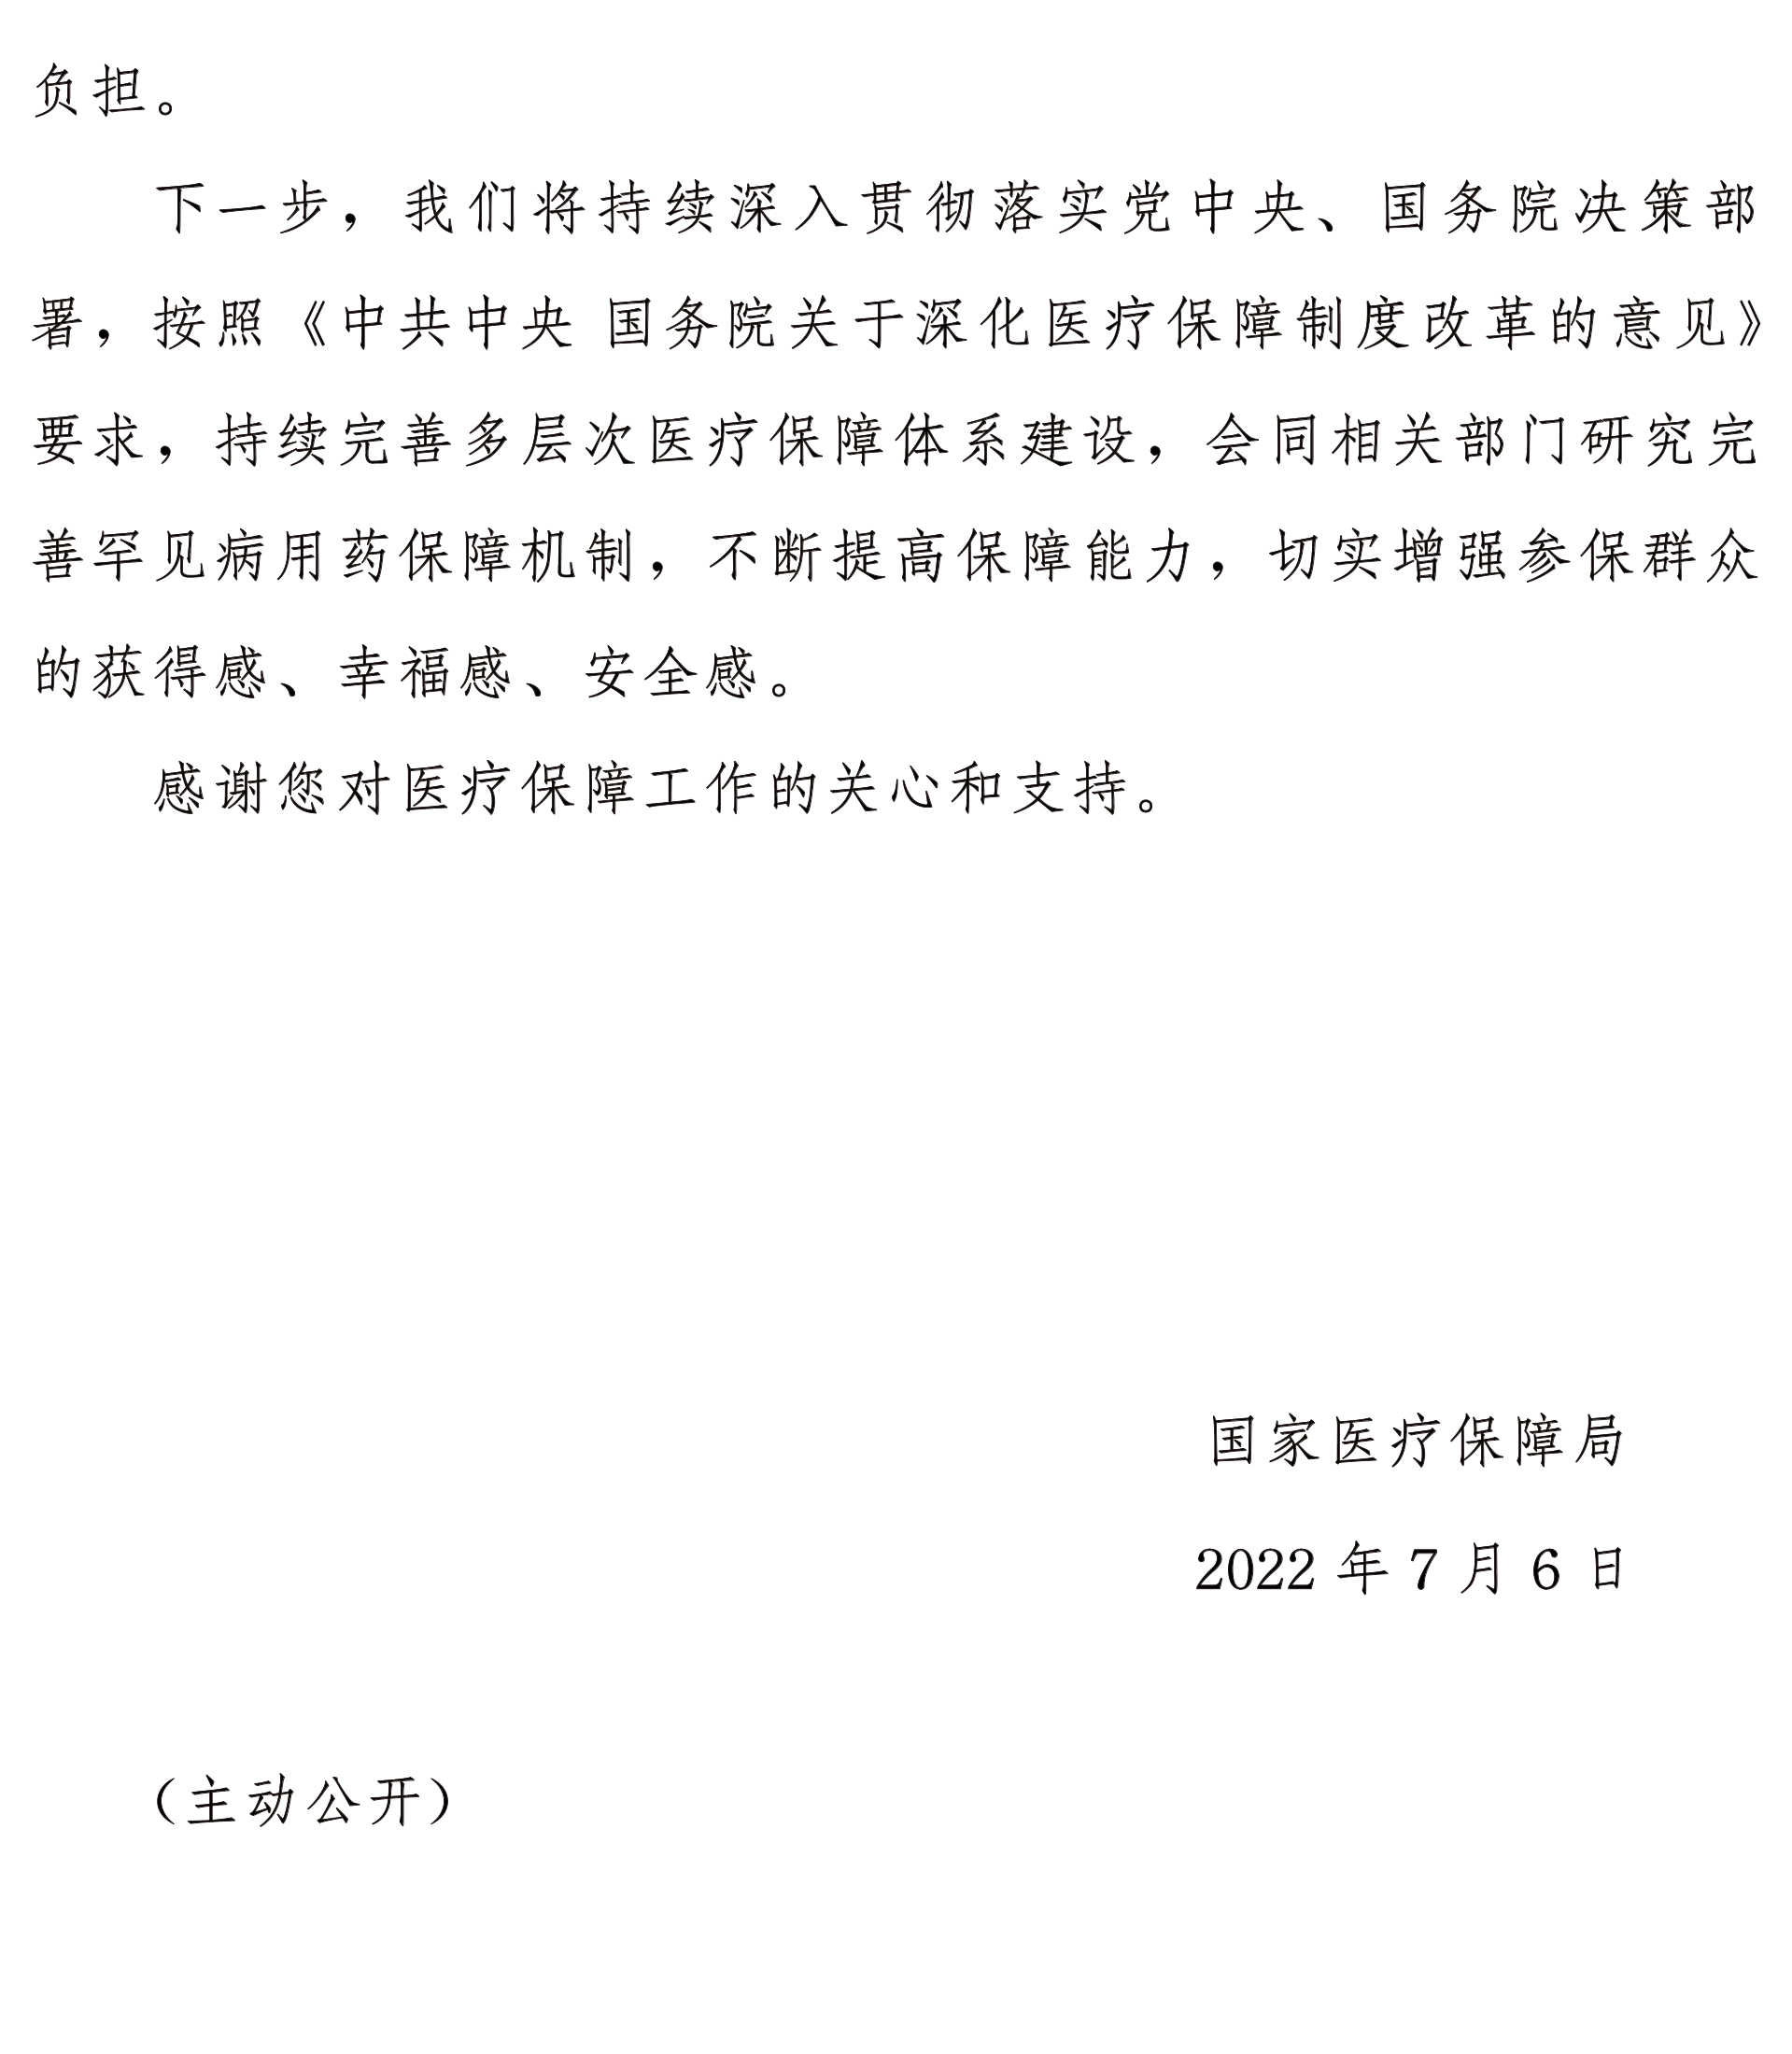 负担。
下一步，我们将持续深入贯彻落实党中央、国务院决策部
署，按照《中共中央 国务院关于深化医疗保障制度改革的意见》
要求，持续完善多层次医疗保障体系建设，会同相关部门研究完
善罕见病用药保障机制，不断提高保障能力，切实增强参保群众
的获得感、幸福感、安全感。
感谢您对医疗保障工作的关心和支持。
国家医疗保障局
2022 年 7 月 6 日
（主动公开）